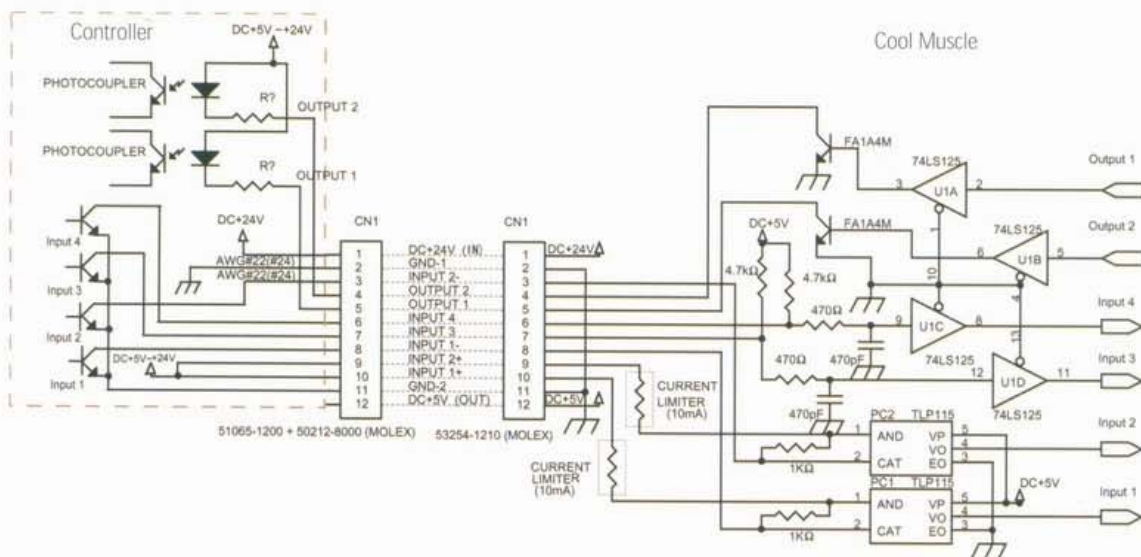 Controller
Cool Muscle
DC+5V ~+24V
PHOTOCOUPLER
R?
OUTPUT 2
PHOTOCOUPLER
R?
OUTPUT 1
Input 4
Input 3
Input 2
Input 1
DC+24V
AWG#22(#24)
AWG#22(#24)
DC+5V~+24V
CN1
1
2
3
4
5
6
7
8
9
10
11
12
51065-1200 + 50212-8000 (MOLEX)
DC+24V (IN)
GND-1
INPUT 2-
OUTPUT 2
OUTPUT 1
INPUT 4
INPUT 3
INPUT 1-
INPUT 2+
INPUT 1+
GND-2
DC+5V (OUT)
CN1
1
2
3
4
5
6
7
8
9
10
11
12
53254-1210 (MOLEX)
DC+24V
DC+5V
FA1A4M
FA1A4M
DC+5V
4.7kΩ
4.7kΩ
470Ω
470Ω
470pF
470pF
74LS125
3 U1A 2
1
Output 1
74LS125
6 U1B 5
4
Output 2
10
9 U1C 8
74LS125
Input 4
13
12 U1D 11
74LS125
Input 3
CURRENT
LIMITER
(10mA)
CURRENT
LIMITER
(10mA)
1KΩ
1KΩ
PC2 TLP115
1 AND VP 5
VO 4
2 CAT EO 3
Input 2
PC1 TLP115
1 AND VP 5
VO 4
2 CAT EO 3
DC+5V
Input 1